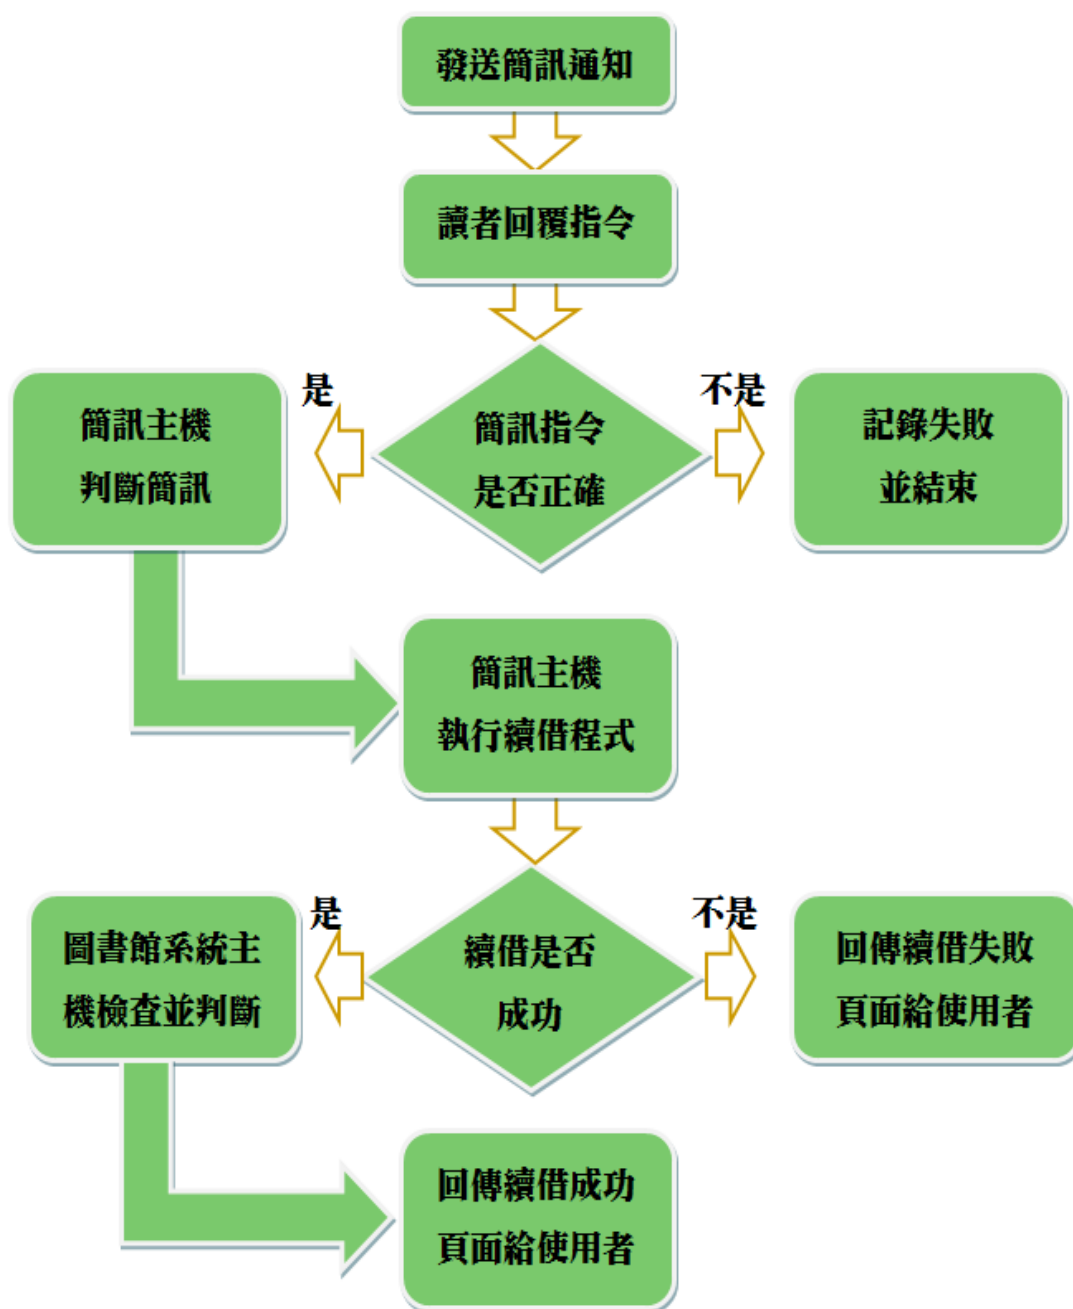 發送簡訊通知
讀者回覆指令
是
不是
簡訊主機
判斷簡訊
簡訊指令
是否正確
記錄失敗
並結束
簡訊主機
執行續借程式
是
不是
圖書館系統主
機檢查並判斷
續借是否
成功
回傳續借失敗
頁面給使用者
回傳續借成功
頁面給使用者